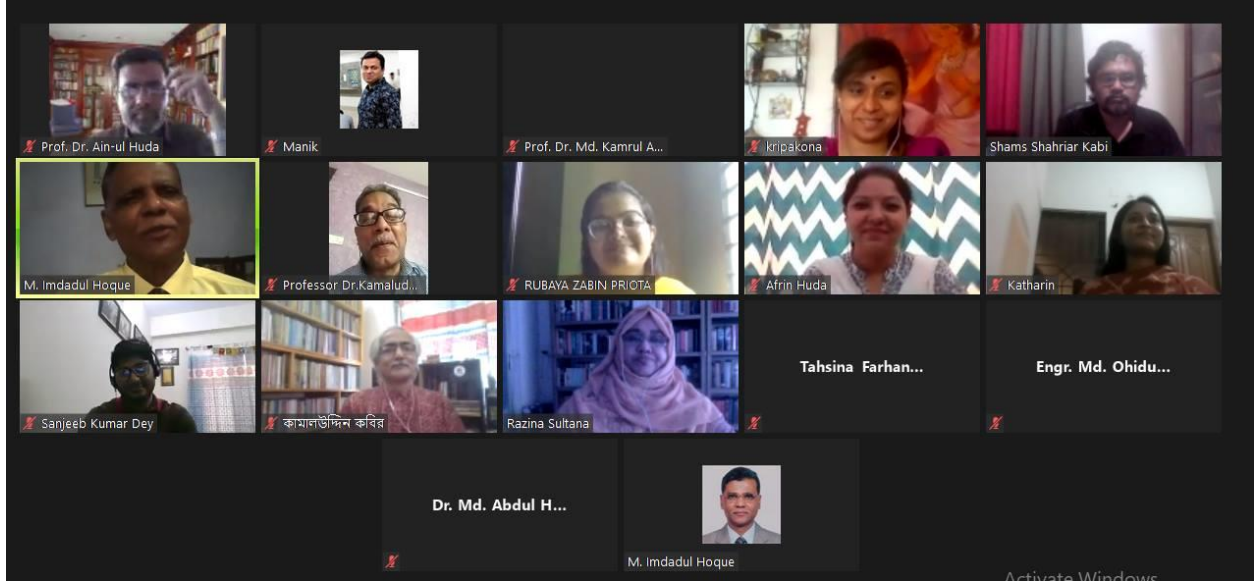 Prof. Dr. Ain-ul Huda
Manik
Prof. Dr. Md. Kamrul A...
kripakona
Shams Shahriar Kabi
M. Imdadul Hoque
Professor Dr.Kamalud...
RUBAYA ZABIN PRIOTA
Afrin Huda
Katharin
Sanjeeb Kumar Dey
কামালউদ্দিন কবির
Razina Sultana
Tahsina Farhan...
Engr. Md. Ohidu...
Dr. Md. Abdul H...
M. Imdadul Hoque
Activate Windows